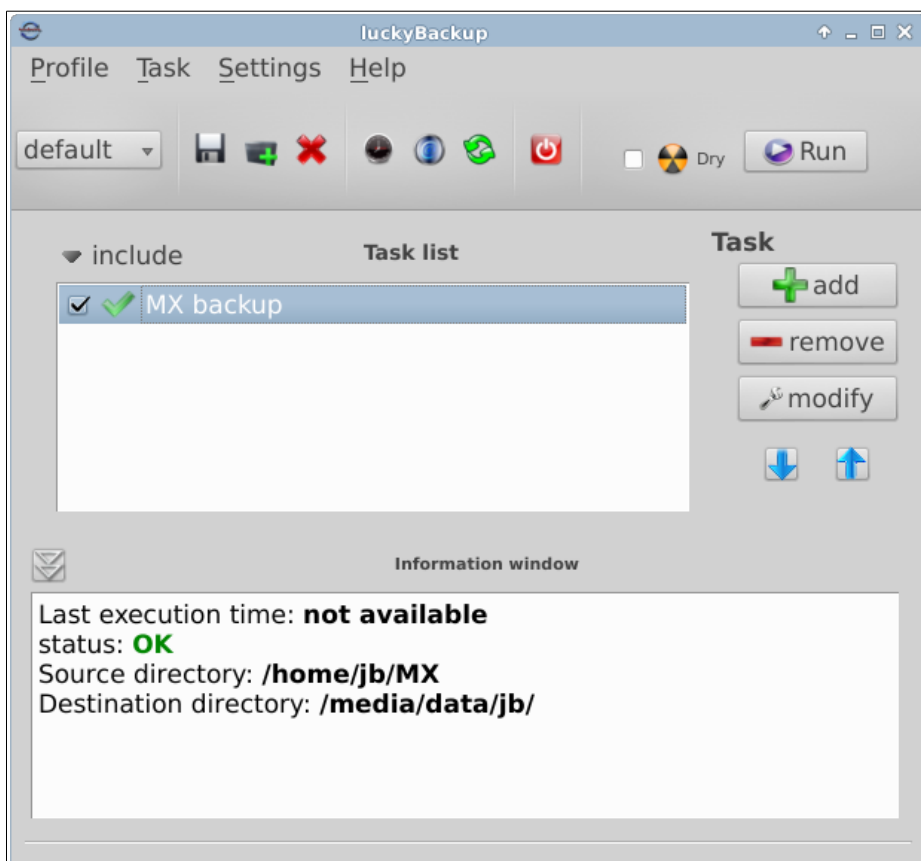 luckyBackup
Profile Task Settings Help
default Dry Run
include Task list Task
MX backup add
remove
modify
Information window
Last execution time: not available
status: OK
Source directory: /home/jb/MX
Destination directory: /media/data/jb/